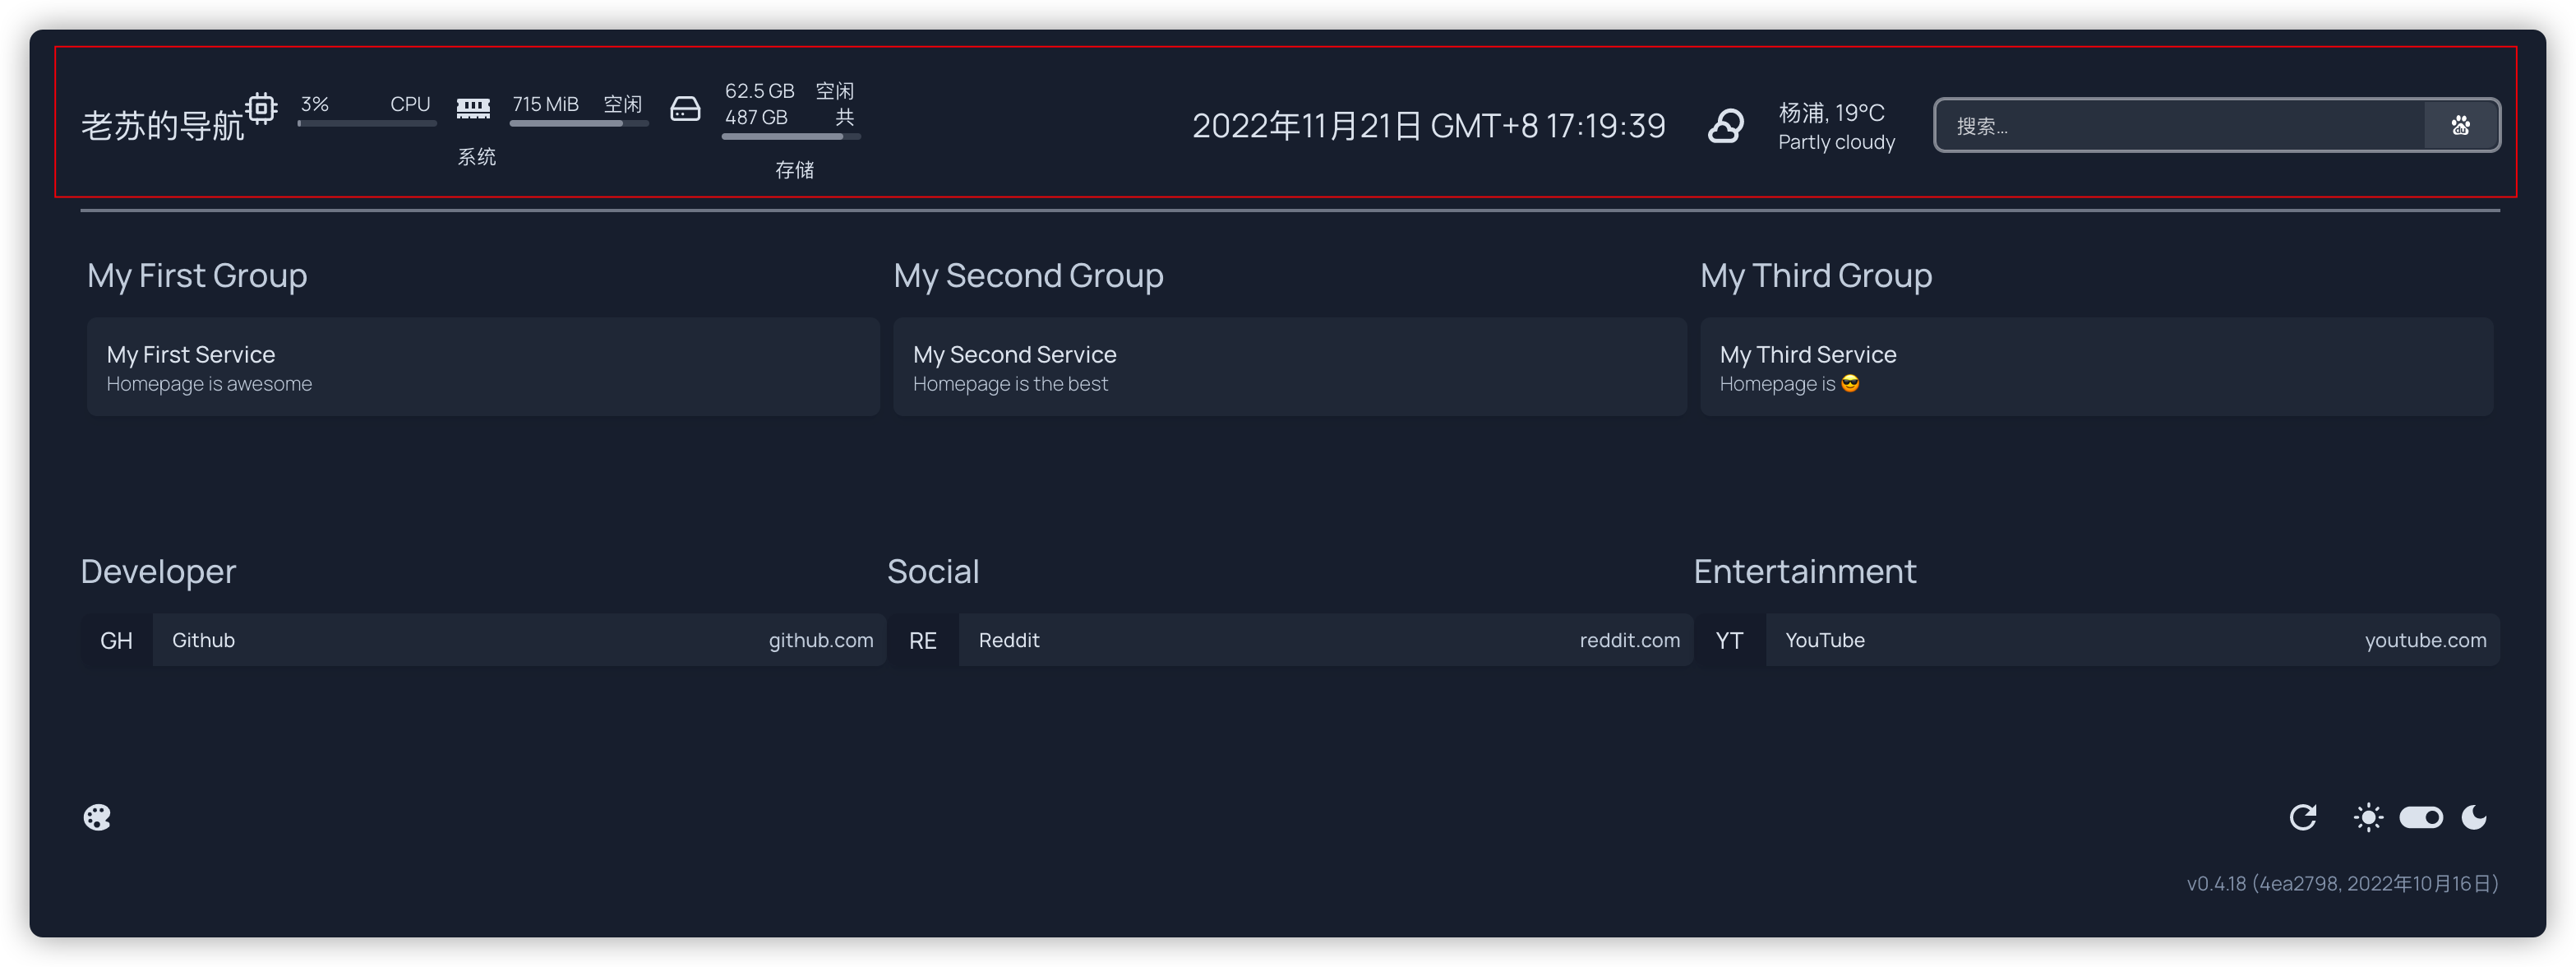 老苏的导航
3% CPU
715 MiB 空闲
系统
62.5 GB 空闲
487 GB 共
存储
2022年11月21日 GMT+8 17:19:39
杨浦, 19°C
Partly cloudy
搜索...
du
My First Group
My First Service
Homepage is awesome
My Second Group
My Second Service
Homepage is the best
My Third Group
My Third Service
Homepage is 😎
Developer
GH Github github.com
Social
RE Reddit reddit.com
Entertainment
YT YouTube youtube.com
v0.4.18 (4ea2798, 2022年10月16日)